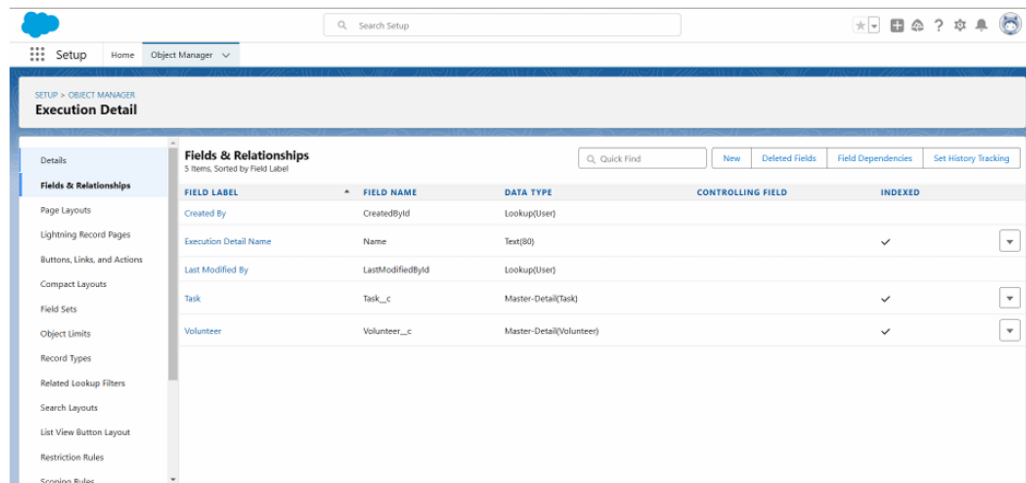 Search Setup
Setup Home Object Manager
SETUP > OBJECT MANAGER
Execution Detail
Details
Fields & Relationships
Page Layouts
Lightning Record Pages
Buttons, Links, and Actions
Compact Layouts
Field Sets
Object Limits
Record Types
Related Lookup Filters
Search Layouts
List View Button Layout
Restriction Rules
Scoping Rules
Fields & Relationships
5 Items, Sorted by Field Label
Quick Find New Deleted Fields Field Dependencies Set History Tracking
FIELD LABEL FIELD NAME DATA TYPE CONTROLLING FIELD INDEXED
Created By CreatedById Lookup(User)
Execution Detail Name Name Text(80)
Last Modified By LastModifiedById Lookup(User)
Task Task__c Master-Detail(Task)
Volunteer Volunteer__c Master-Detail(Volunteer)